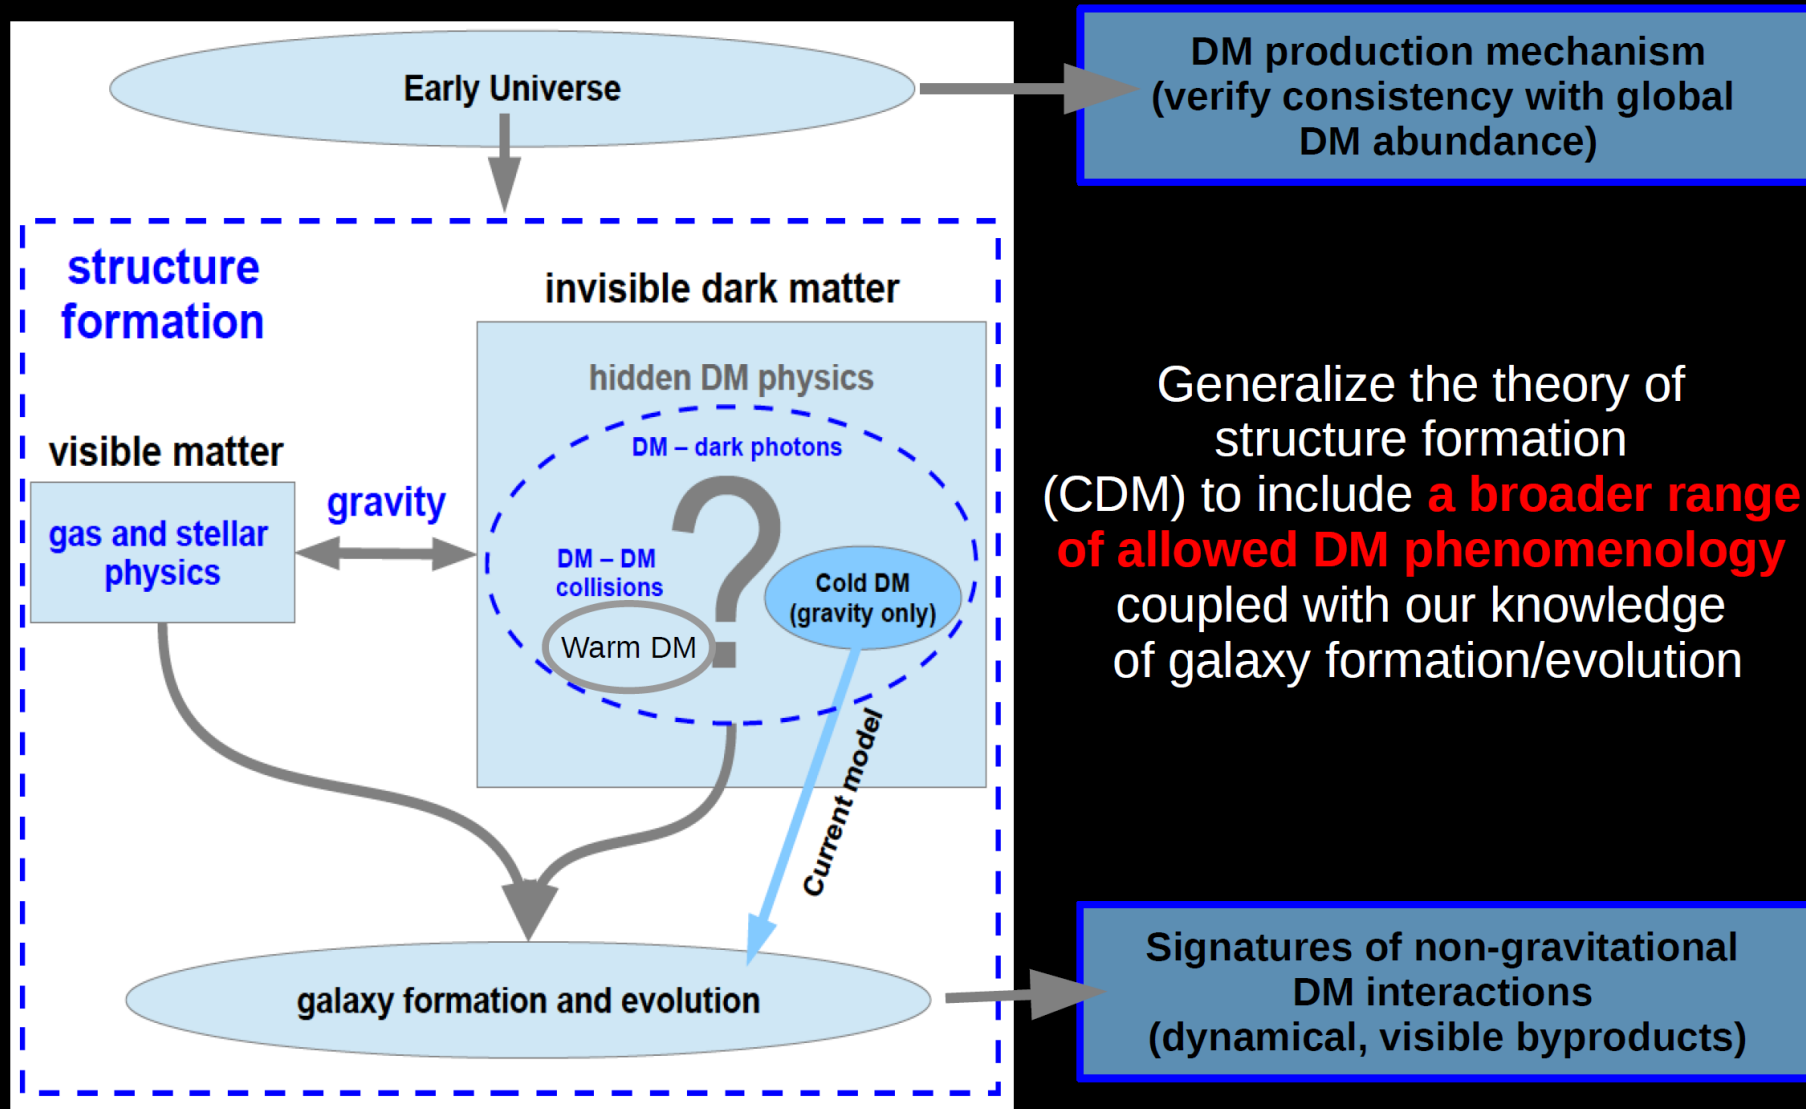 Early Universe
DM production mechanism
(verify consistency with global
DM abundance)
structure
formation
invisible dark matter
hidden DM physics
DM – dark photons
visible matter
gas and stellar
physics
gravity
DM – DM
collisions
?
Warm DM
Cold DM
(gravity only)
Current model
galaxy formation and evolution
Generalize the theory of
structure formation
(CDM) to include a broader range
of allowed DM phenomenology
coupled with our knowledge
of galaxy formation/evolution
Signatures of non-gravitational
DM interactions
(dynamical, visible byproducts)